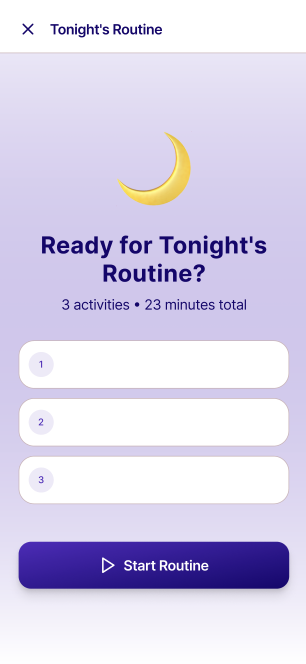 Tonight's Routine
Ready for Tonight's
Routine?
3 activities • 23 minutes total
1
2
3
Start Routine